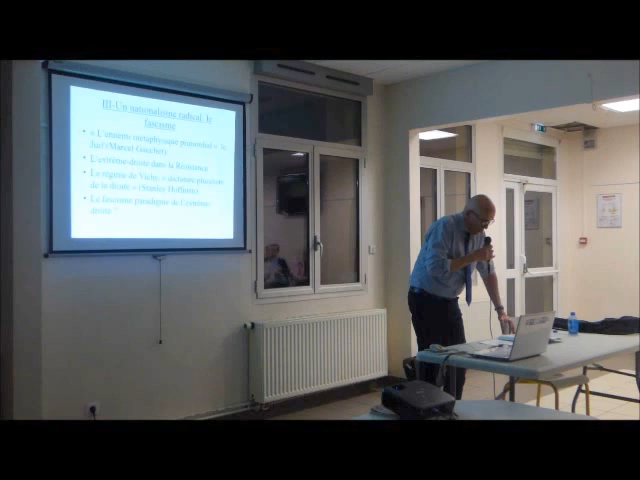 III-Un nationalisme radical, le
fascisme
• « L'ennemi métaphysique primordial » : le
Juif (Marcel Gauchet)
• L'extrême-droite dans la Résistance
• Le régime de Vichy, « dictature pluraliste
de la droite » (Stanley Hoffmann)
• Le fascisme paradigme de l'extrême-
droite ?